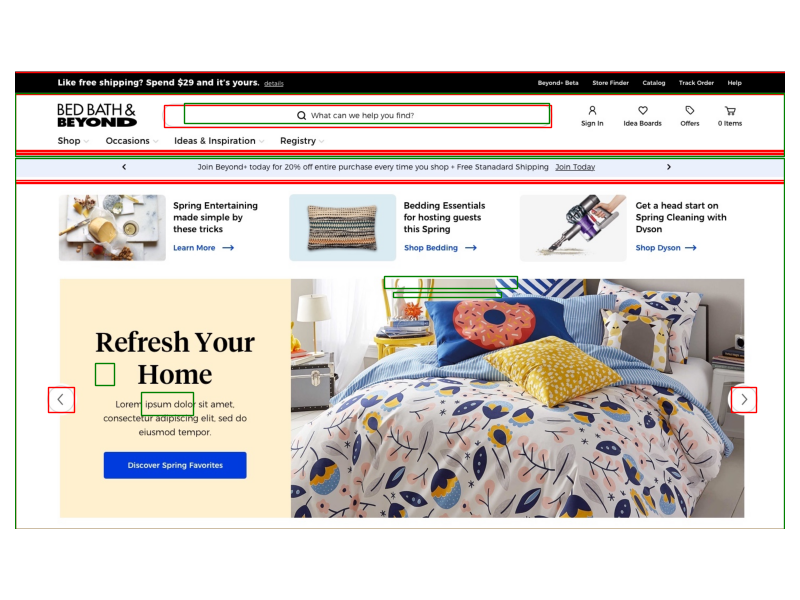 Like free shipping? Spend $29 and it's yours. details
Beyond+ Beta Store Finder Catalog Track Order Help
BED BATH &
BEYOND
What can we help you find?
Sign In Idea Boards Offers 0 Items
Shop Occasions Ideas & Inspiration Registry
Join Beyond+ today for 20% off entire purchase every time you shop + Free Stanadard Shipping Join Today
Spring Entertaining
made simple by
these tricks
Learn More
Bedding Essentials
for hosting guests
this Spring
Shop Bedding
Get a head start on
Spring Cleaning with
Dyson
Shop Dyson
Refresh Your
Home
Lorem ipsum dolor sit amet,
consectetur adipiscing elit, sed do
eiusmod tempor.
Discover Spring Favorites